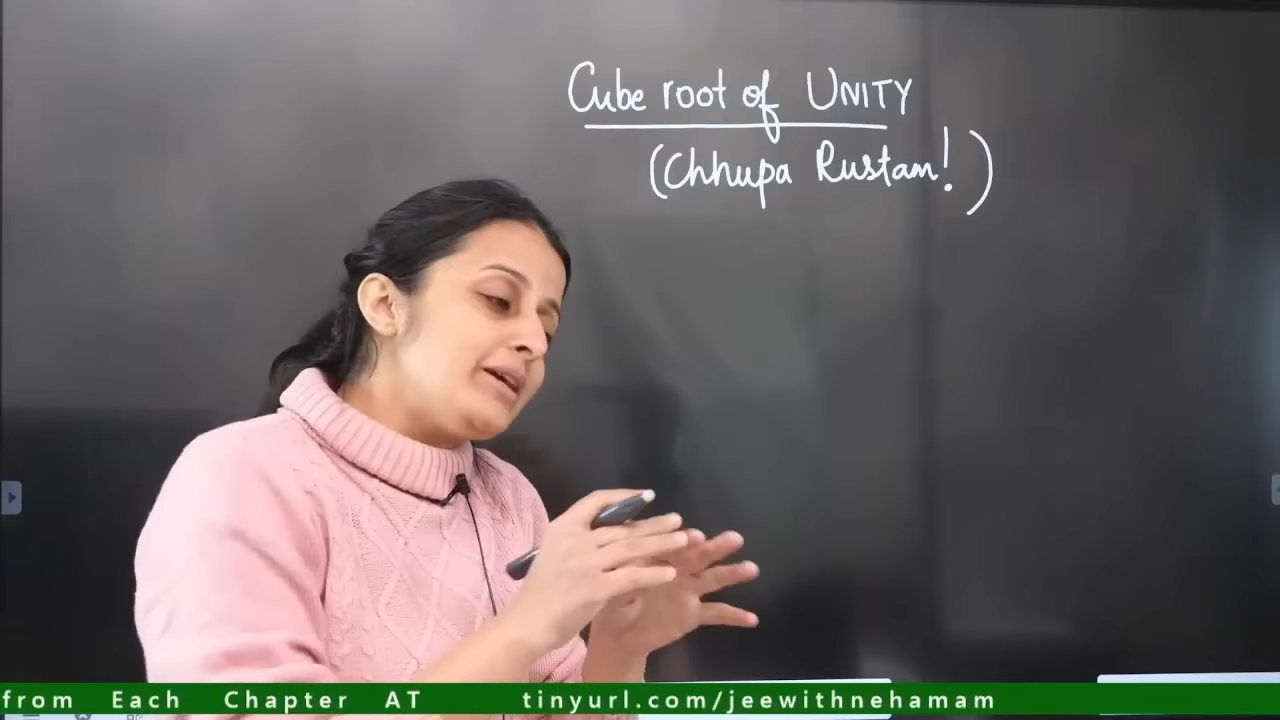 Cube root of UNITY
(Chhupa Rustam!)
from Each Chapter AT tinyurl.com/jeewithnehamam